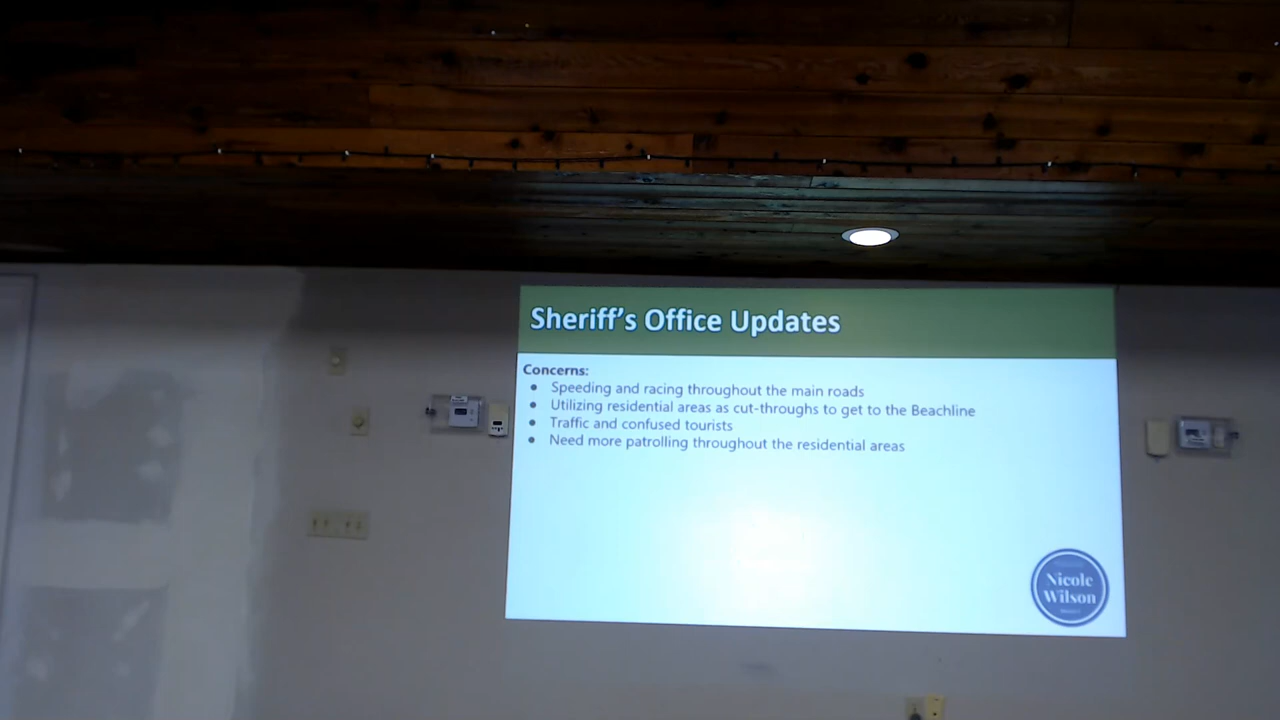 Sheriff's Office Updates
Concerns:
● Speeding and racing throughout the main roads
● Utilizing residential areas as cut-throughs to get to the Beachline
● Traffic and confused tourists
● Need more patrolling throughout the residential areas
Nicole
Wilson